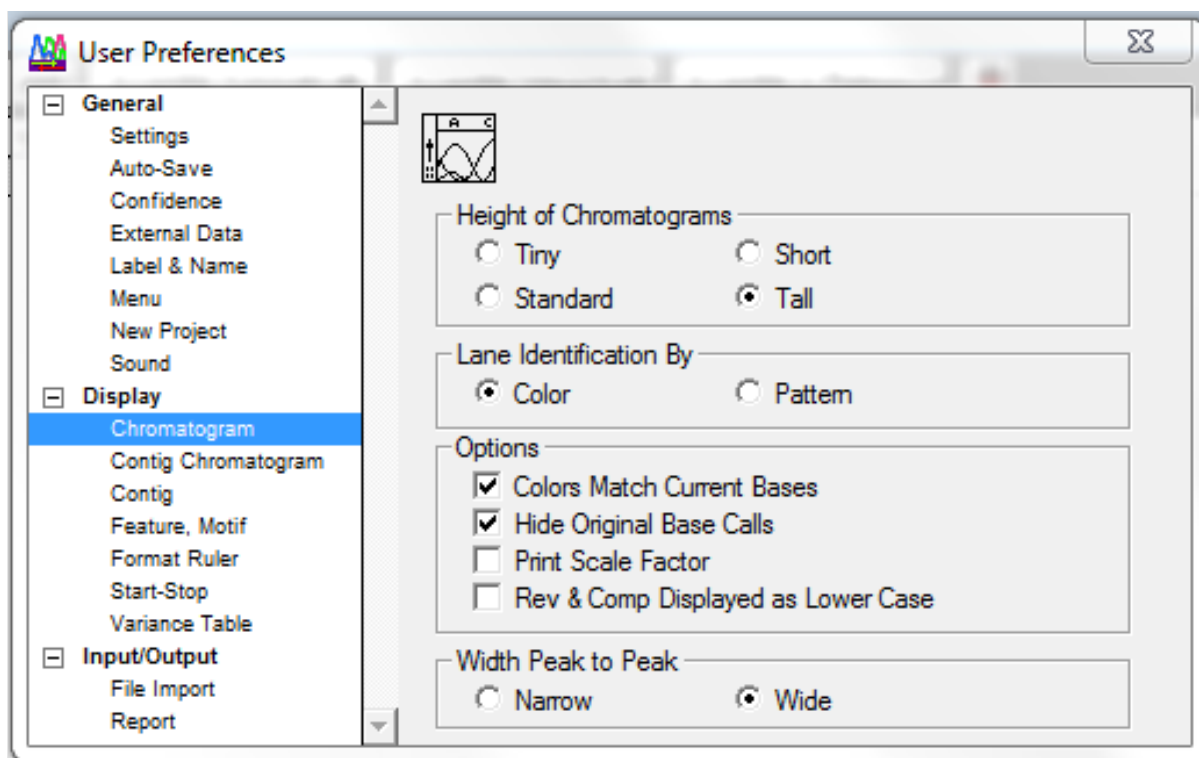 User Preferences
General
Settings
Auto-Save
Confidence
External Data
Label & Name
Menu
New Project
Sound
Display
Chromatogram
Contig Chromatogram
Contig
Feature, Motif
Format Ruler
Start-Stop
Variance Table
Input/Output
File Import
Report
A C
Height of Chromatograms
Tiny Short
Standard Tall
Lane Identification By
Color Pattern
Options
Colors Match Current Bases
Hide Original Base Calls
Print Scale Factor
Rev & Comp Displayed as Lower Case
Width Peak to Peak
Narrow Wide